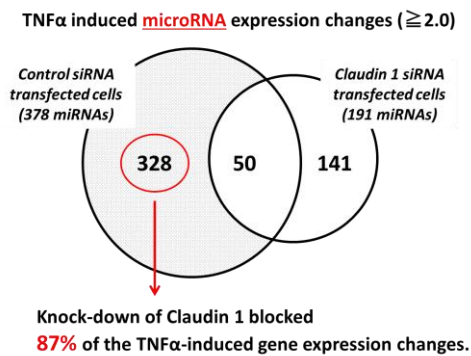 TNFα induced microRNA expression changes (≧2.0)
Control siRNA
transfected cells
(378 miRNAs)
Claudin 1 siRNA
transfected cells
(191 miRNAs)
328
50
141
Knock-down of Claudin 1 blocked
87% of the TNFα-induced gene expression changes.